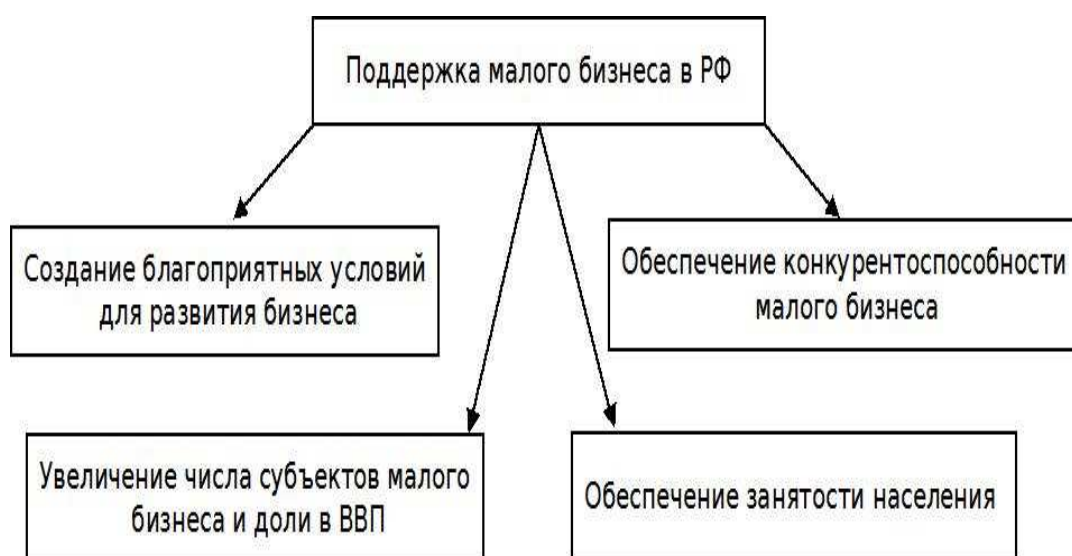 Поддержка малого бизнеса в РФ
Создание благоприятных условий
для развития бизнеса
Обеспечение конкурентоспособности
малого бизнеса
Увеличение числа субъектов малого
бизнеса и доли в ВВП
Обеспечение занятости населения